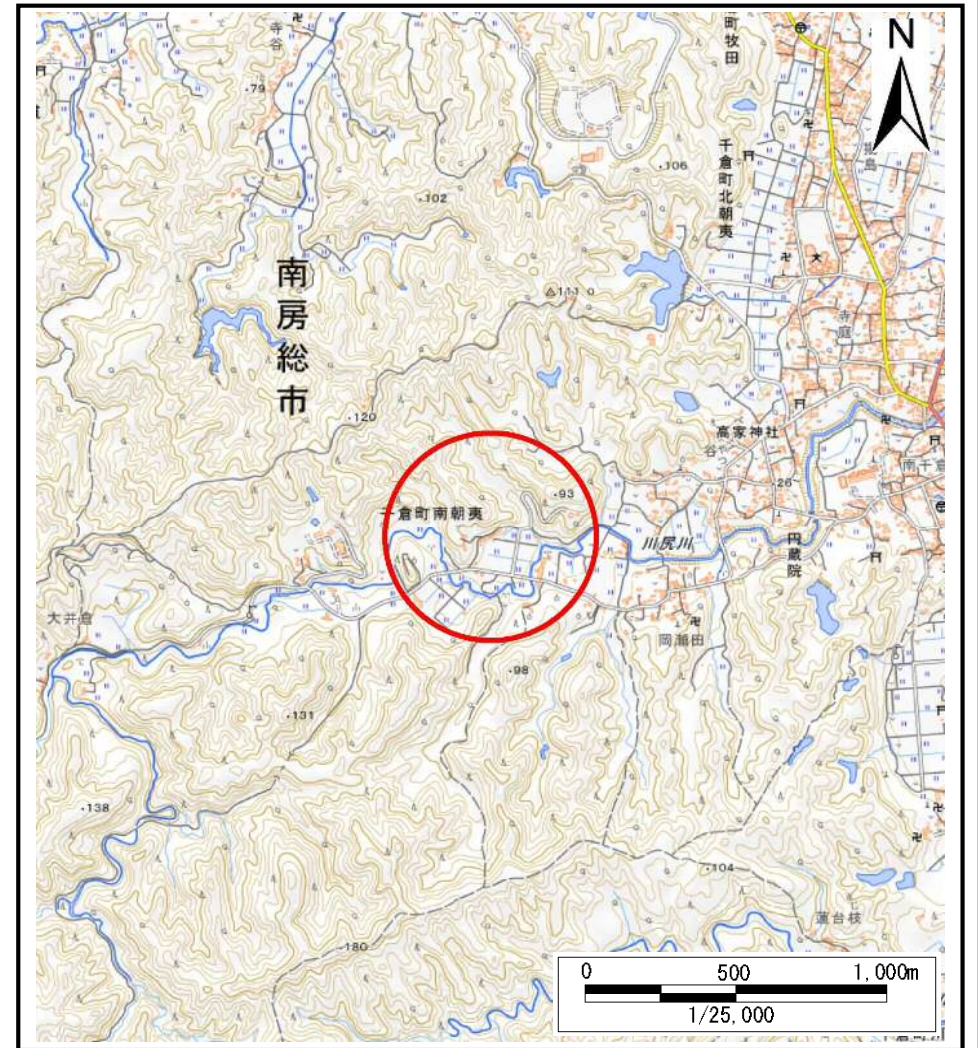 寺谷
町牧田
N
・79
・106
・102
千倉町北朝夷
南房総市
△111.0
寺庭
・120
高家神社
谷やつ
南千倉
・26
・93
千倉町南朝夷
川尻川
円蔵院
大井倉
岡瀬田
・98
・131
・138
・104
蓮台枝
・180
0 500 1,000m
1/25,000